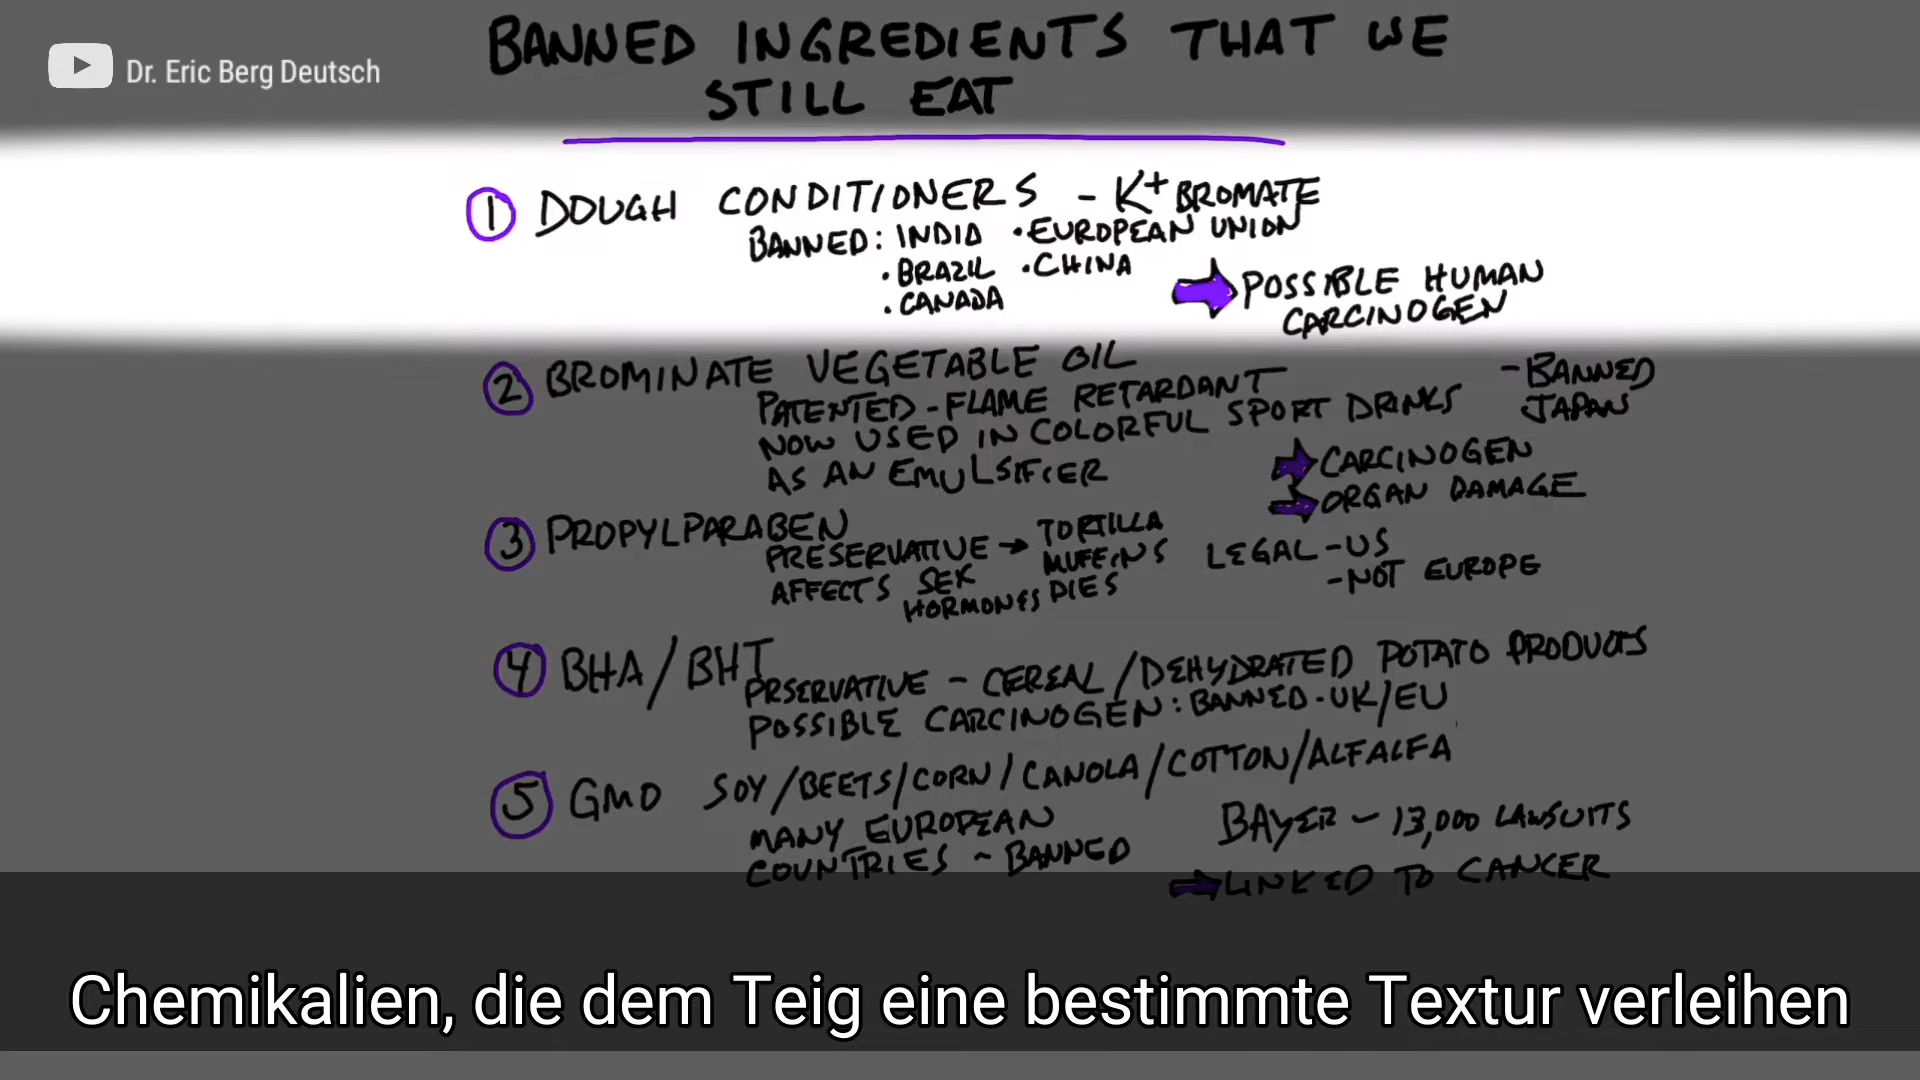 Dr. Eric Berg Deutsch
BANNED INGREDIENTS THAT WE
STILL EAT
1 DOUGH CONDITIONERS - K+ BROMATE
BANNED: INDIA • EUROPEAN UNION
• BRAZIL • CHINA
• CANADA
POSSIBLE HUMAN
CARCINOGEN
2 BROMINATE VEGETABLE OIL
PATENTED - FLAME RETARDANT
NOW USED IN COLORFUL SPORT DRINKS
AS AN EMULSIFIER
- BANNED
JAPAN
→ CARCINOGEN
→ ORGAN DAMAGE
3 PROPYLPARABEN
PRESERVATIVE → TORTILLA
MUFFINS
PIES
AFFECTS SEX
HORMONES
LEGAL - US
- NOT EUROPE
4 BHA/BHT
PRSERVATIVE - CEREAL/DEHYDRATED POTATO PRODUCTS
POSSIBLE CARCINOGEN: BANNED - UK/EU
5 GMO SOY/BEETS/CORN/CANOLA/COTTON/ALFALFA
MANY EUROPEAN
COUNTRIES ~ BANNED
BAYER ~ 13,000 LAWSUITS
→ LINKED TO CANCER
Chemikalien, die dem Teig eine bestimmte Textur verleihen